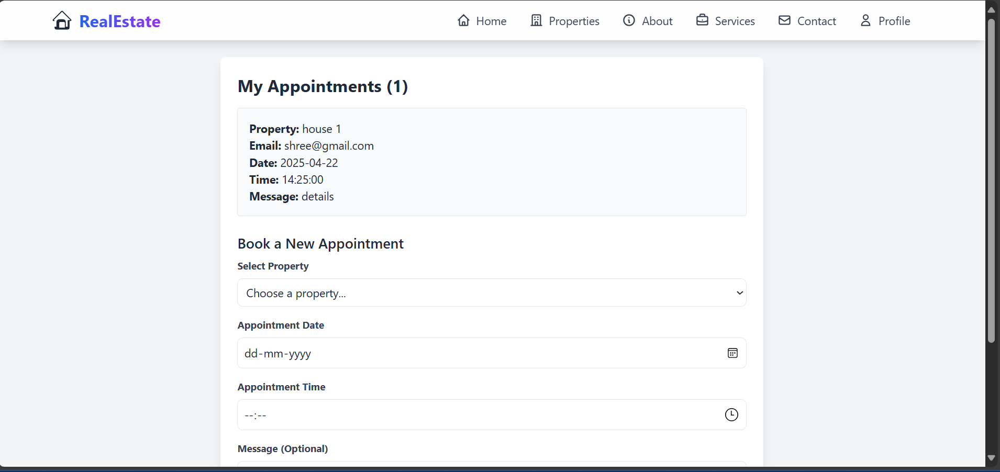 RealEstate
Home
Properties
About
Services
Contact
Profile
My Appointments (1)
Property: house 1
Email: shree@gmail.com
Date: 2025-04-22
Time: 14:25:00
Message: details
Book a New Appointment
Select Property
Choose a property...
Appointment Date
dd-mm-yyyy
Appointment Time
--:--
Message (Optional)